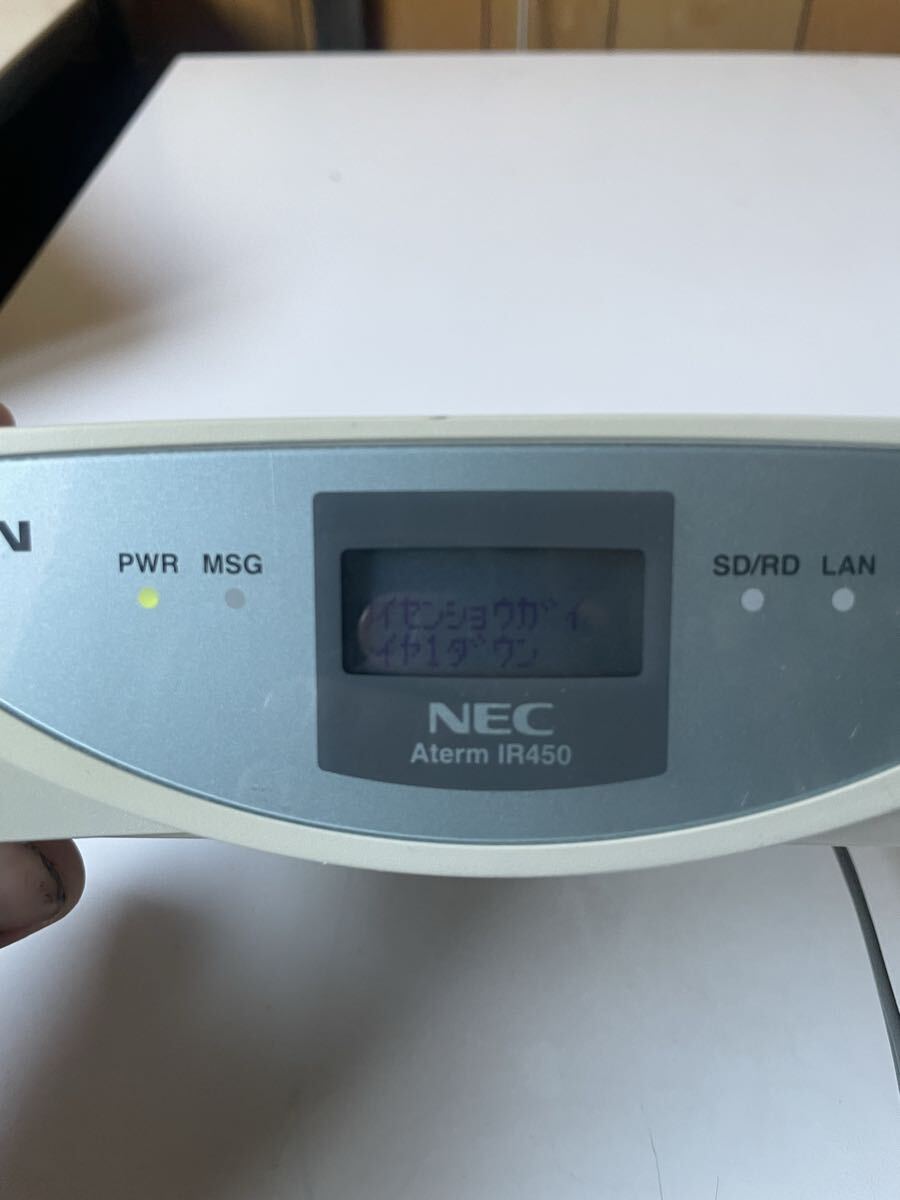 N
PWR MSG
イセンショウガイ
イヤ1ダウン
SD/RD LAN
NEC
Aterm IR450